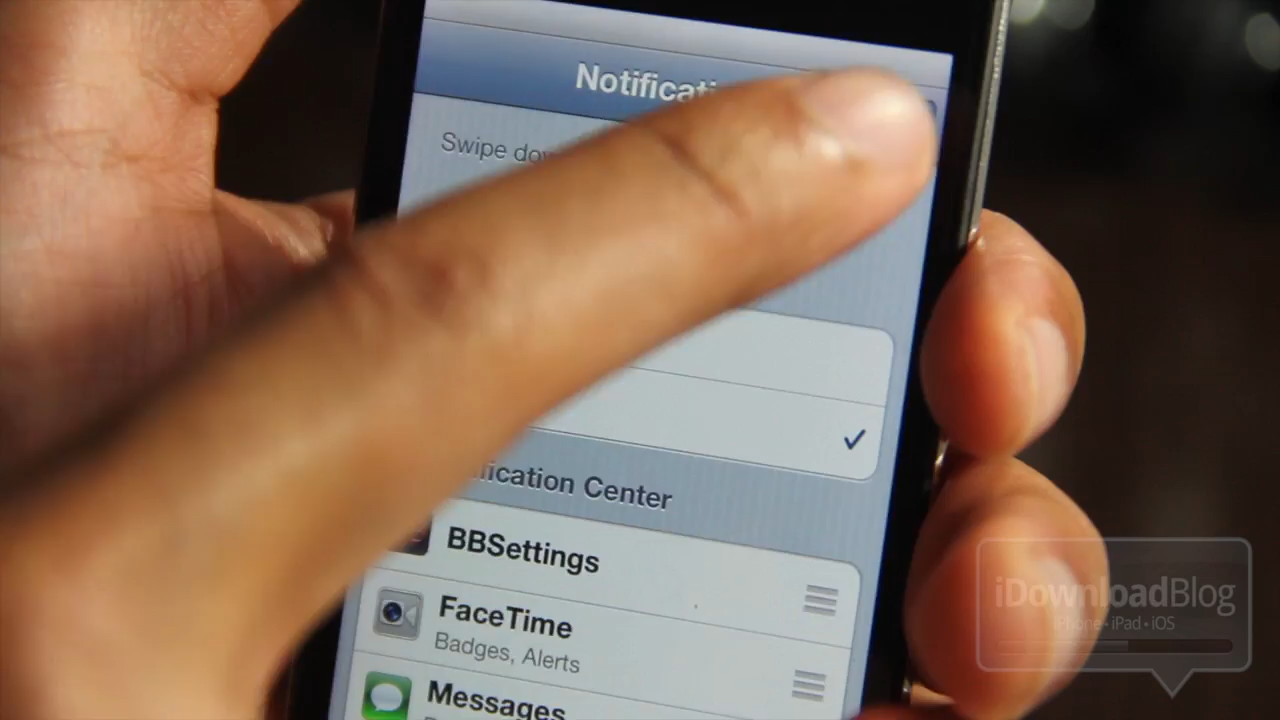 Notificati
Swipe do
ification Center
BBSettings
FaceTime
Badges, Alerts
Messages
iDownloadBlog
iPhone • iPad • iOS